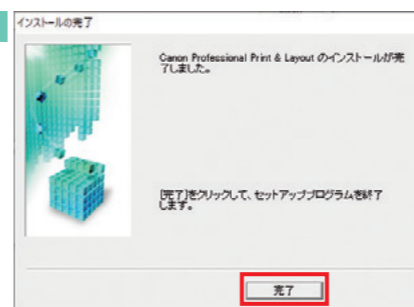 インストールの完了
Canon Professional Print & Layout のインストールが完
了しました。
[完了]をクリックして、セットアッププログラムを終了
します。
完了